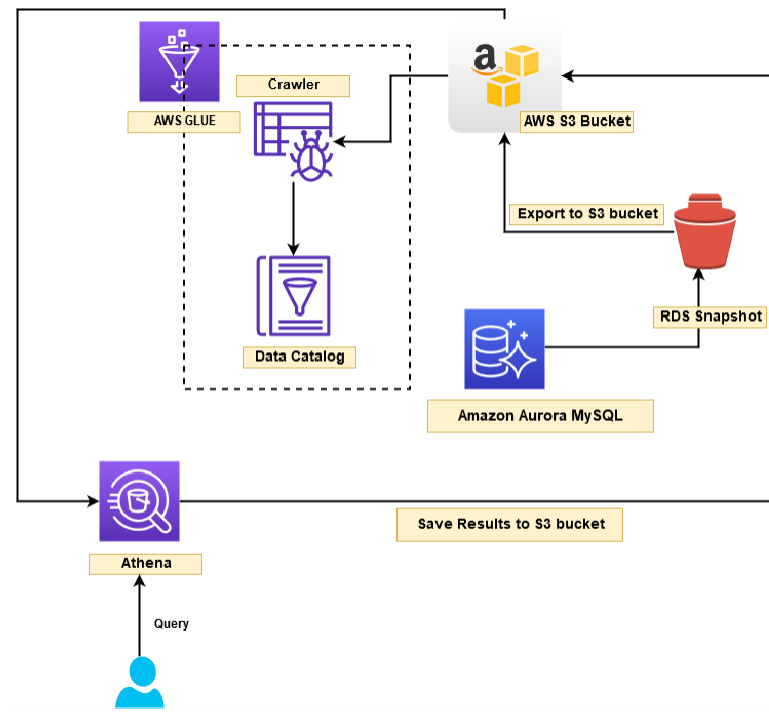 Crawler
AWS GLUE
AWS S3 Bucket
Export to S3 bucket
RDS Snapshot
Data Catalog
Amazon Aurora MySQL
Save Results to S3 bucket
Athena
Query